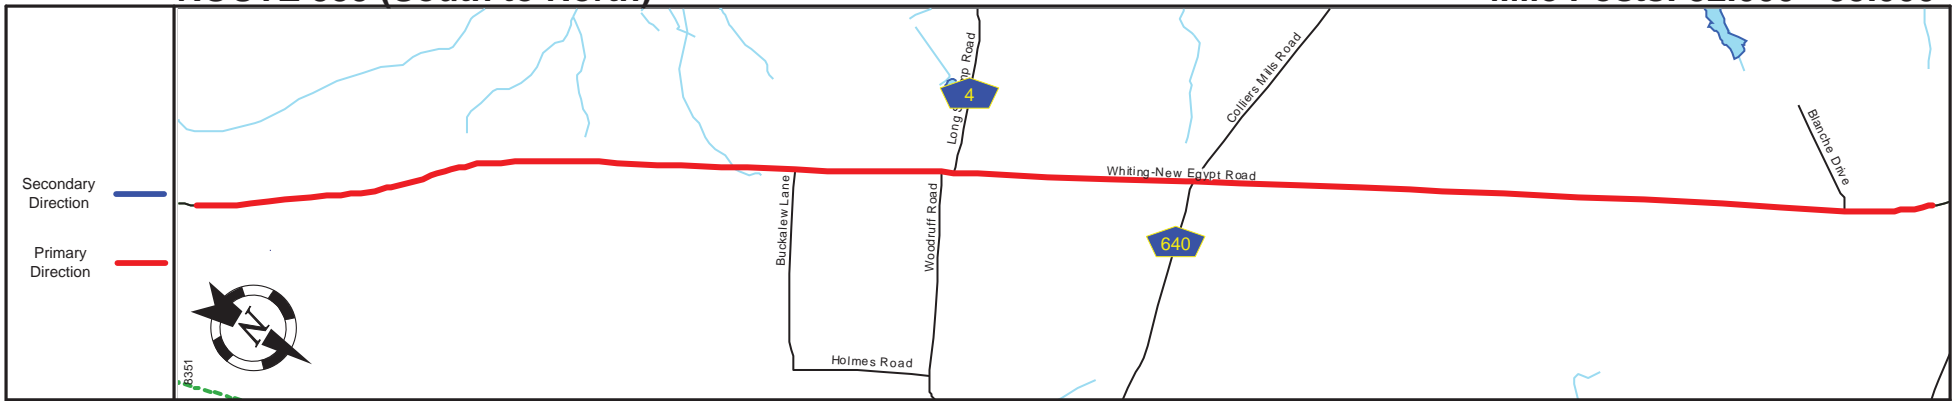 Secondary
Direction
Primary
Direction
Long
mp Road
4
Colliers Mills Road
Blanche Drive
Whiting-New Egypt Road
Buckalew Lane
Woodruff Road
640
Holmes Road
N
8351